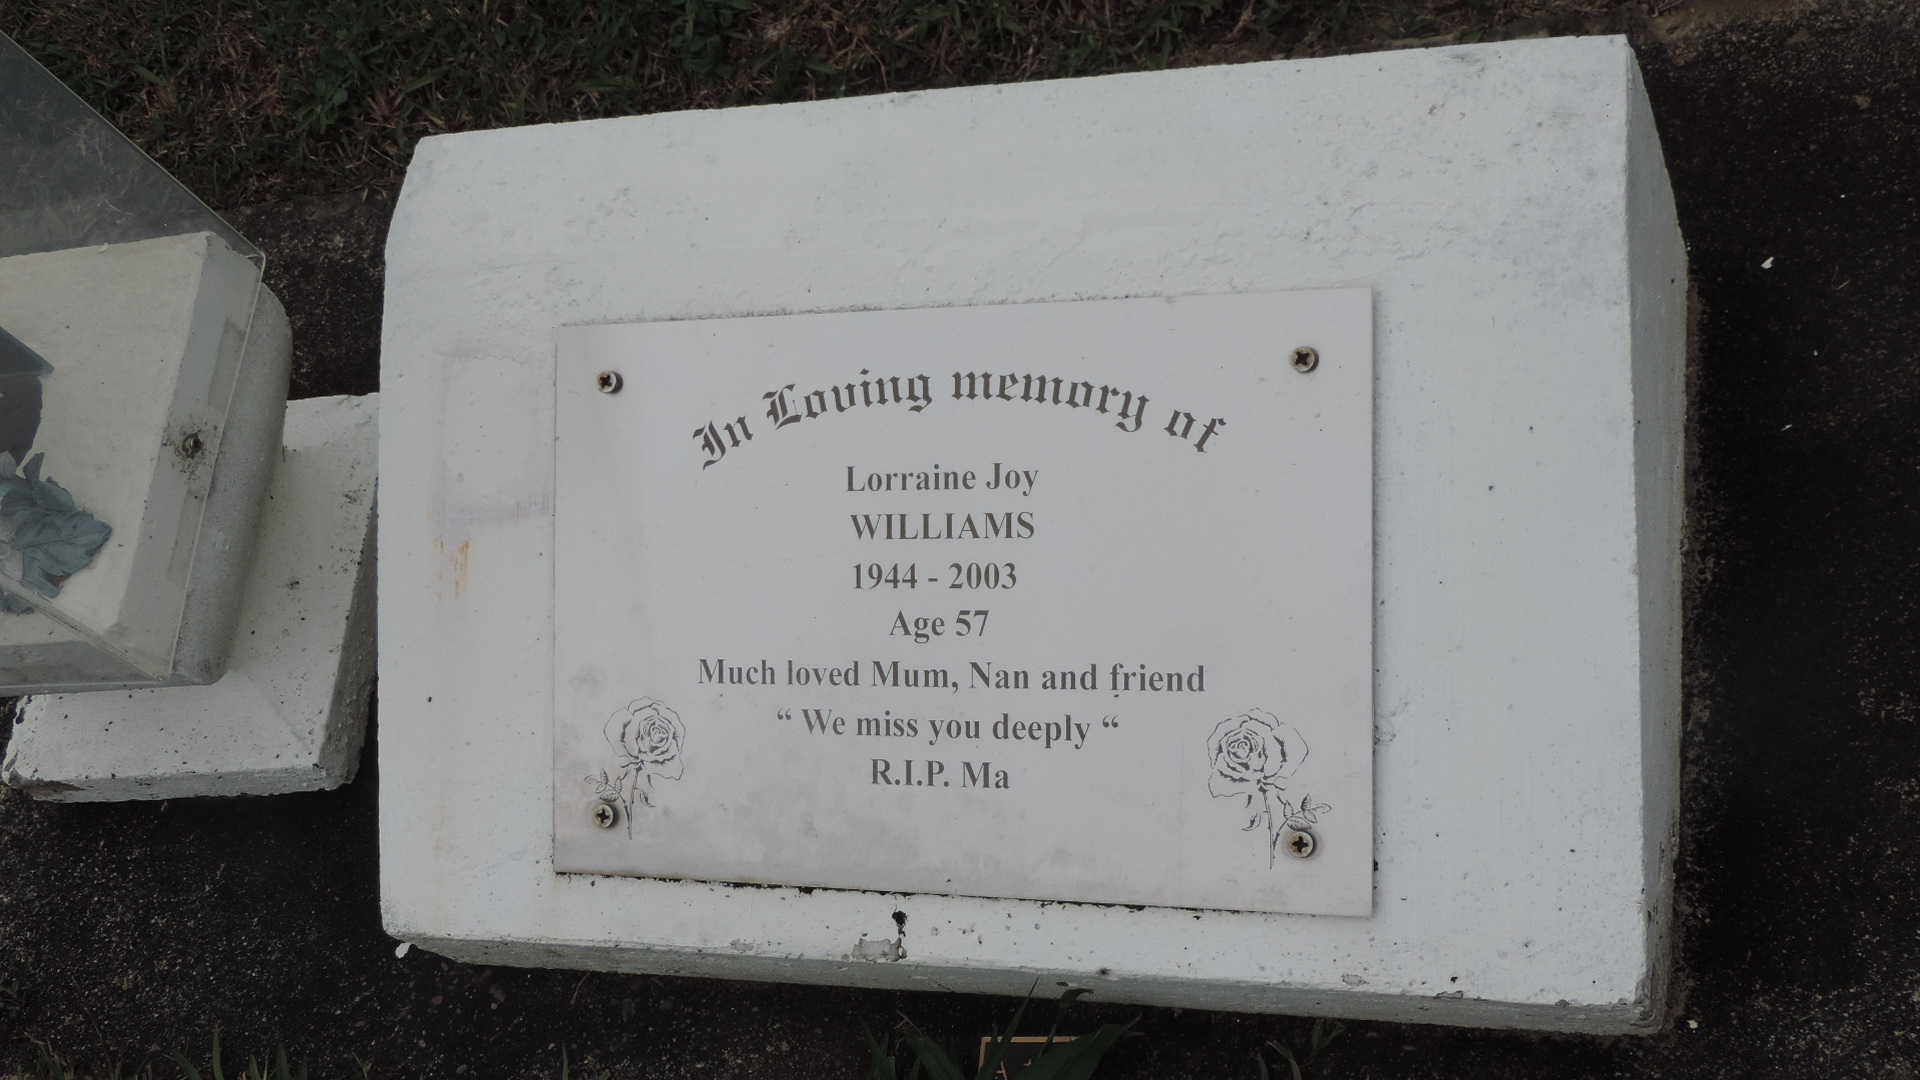 In Loving memory of
Lorraine Joy
WILLIAMS
1944 - 2003
Age 57
Much loved Mum, Nan and friend
“ We miss you deeply “
R.I.P. Ma